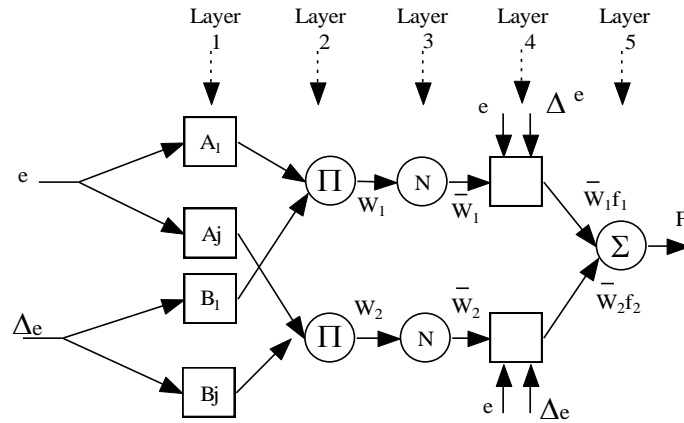 Layer 1
Layer 2
Layer 3
Layer 4
Layer 5
e
Δ e
A1
e
Π
W1
N
W̅1
W̅1f1
Aj
Σ
F
B1
W̅2f2
Δe
Π
W2
N
W̅2
Bj
e
Δe